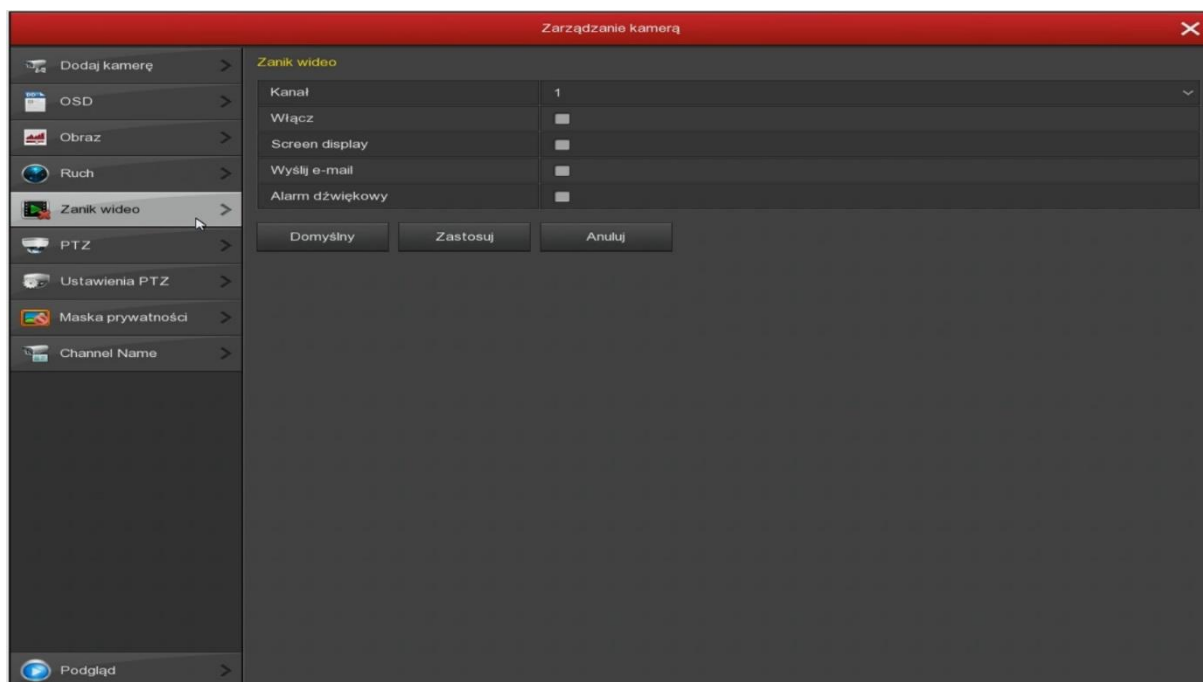 Zarządzanie kamerą
Dodaj kamerę
OSD
Obraz
Ruch
Zanik wideo
PTZ
Ustawienia PTZ
Maska prywatności
Channel Name
Podgląd
Zanik wideo
Kanał 1
Włącz
Screen display
Wyślij e-mail
Alarm dźwiękowy
Domyślny Zastosuj Anuluj